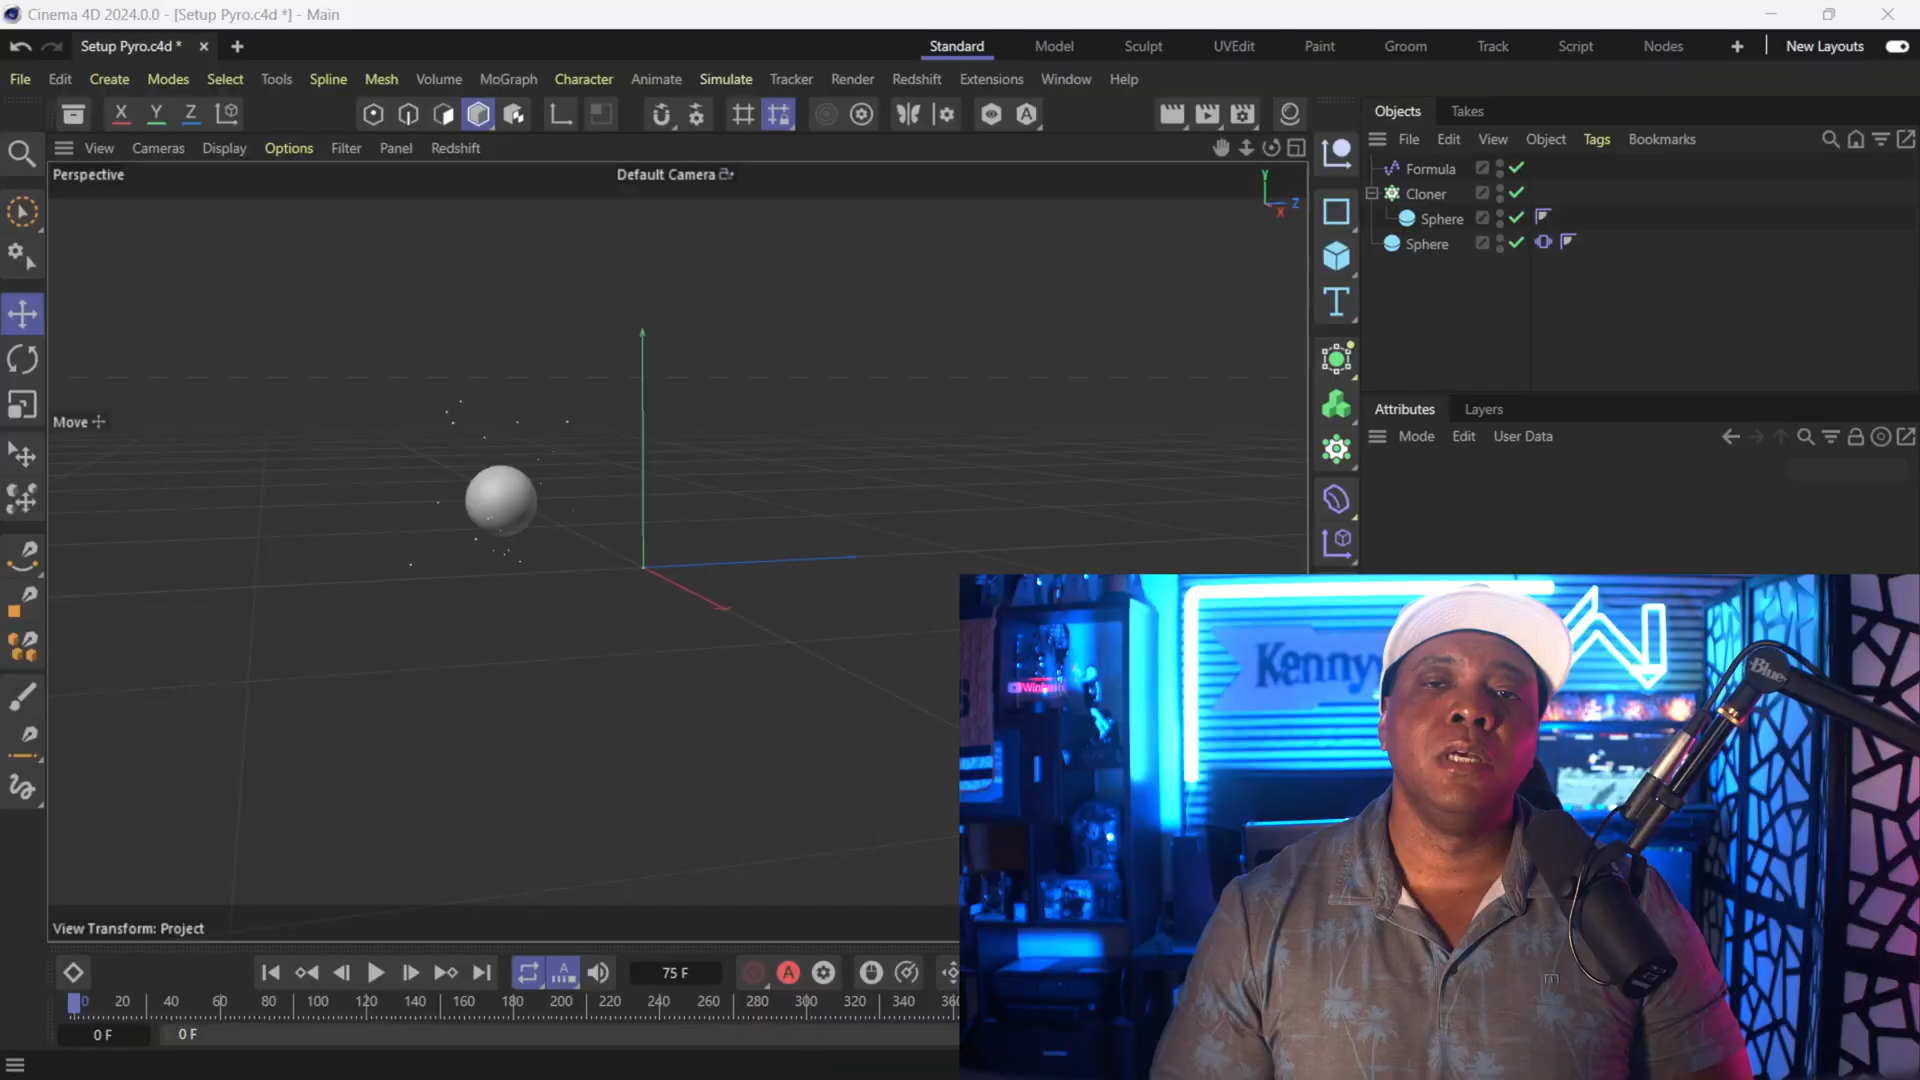 Cinema 4D 2024.0.0 - [Setup Pyro.c4d *] - Main
Setup Pyro.c4d *
Standard Model Sculpt UVEdit Paint Groom Track Script Nodes New Layouts
File Edit Create Modes Select Tools Spline Mesh Volume MoGraph Character Animate Simulate Tracker Render Redshift Extensions Window Help
X Y Z
Objects Takes
View Cameras Display Options Filter Panel Redshift
File Edit View Object Tags Bookmarks
Perspective
Default Camera
Y
Z
X
Formula
Cloner
Sphere
Sphere
Move
Attributes Layers
Mode Edit User Data
Kenny
Blue
View Transform: Project
75 F
0 20 40 60 80 100 120 140 160 180 200 220 240 260 280 300 320 340 36
0 F
0 F